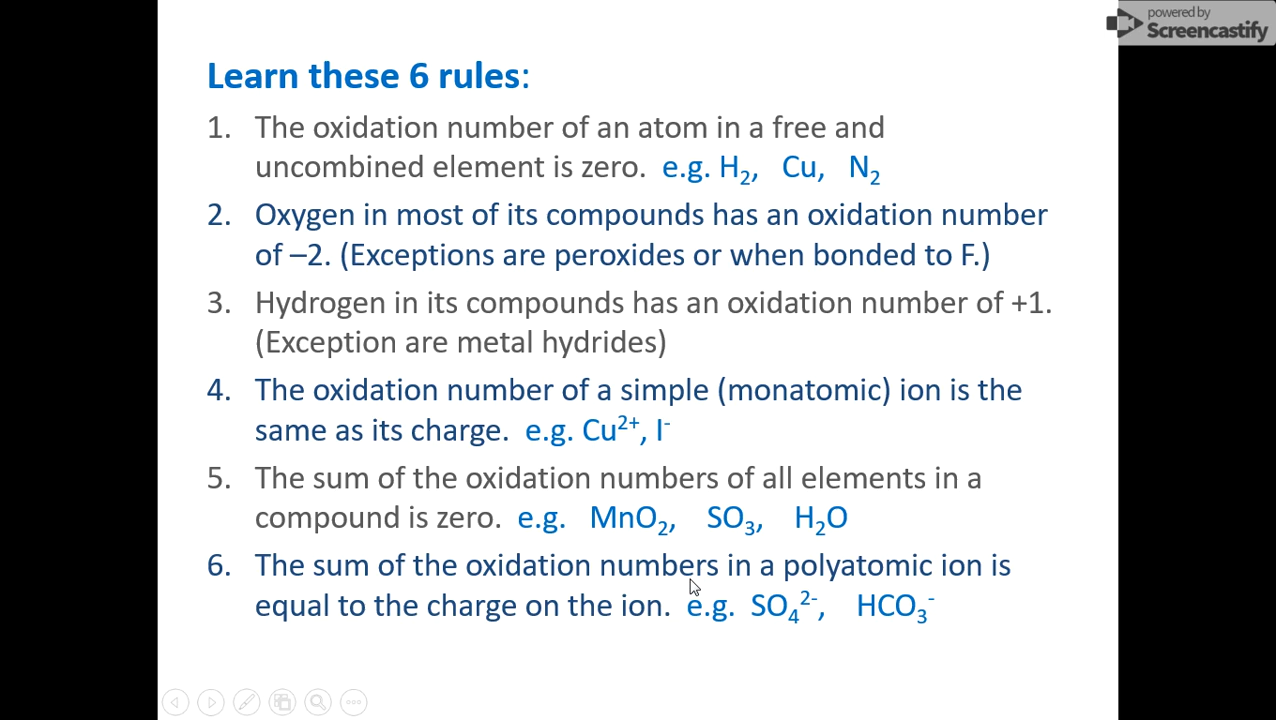 powered by
Screencastify
Learn these 6 rules:
1. The oxidation number of an atom in a free and
uncombined element is zero. e.g. H₂, Cu, N₂
2. Oxygen in most of its compounds has an oxidation number
of –2. (Exceptions are peroxides or when bonded to F.)
3. Hydrogen in its compounds has an oxidation number of +1.
(Exception are metal hydrides)
4. The oxidation number of a simple (monatomic) ion is the
same as its charge. e.g. Cu²⁺, I⁻
5. The sum of the oxidation numbers of all elements in a
compound is zero. e.g. MnO₂, SO₃, H₂O
6. The sum of the oxidation numbers in a polyatomic ion is
equal to the charge on the ion. e.g. SO₄²⁻, HCO₃⁻